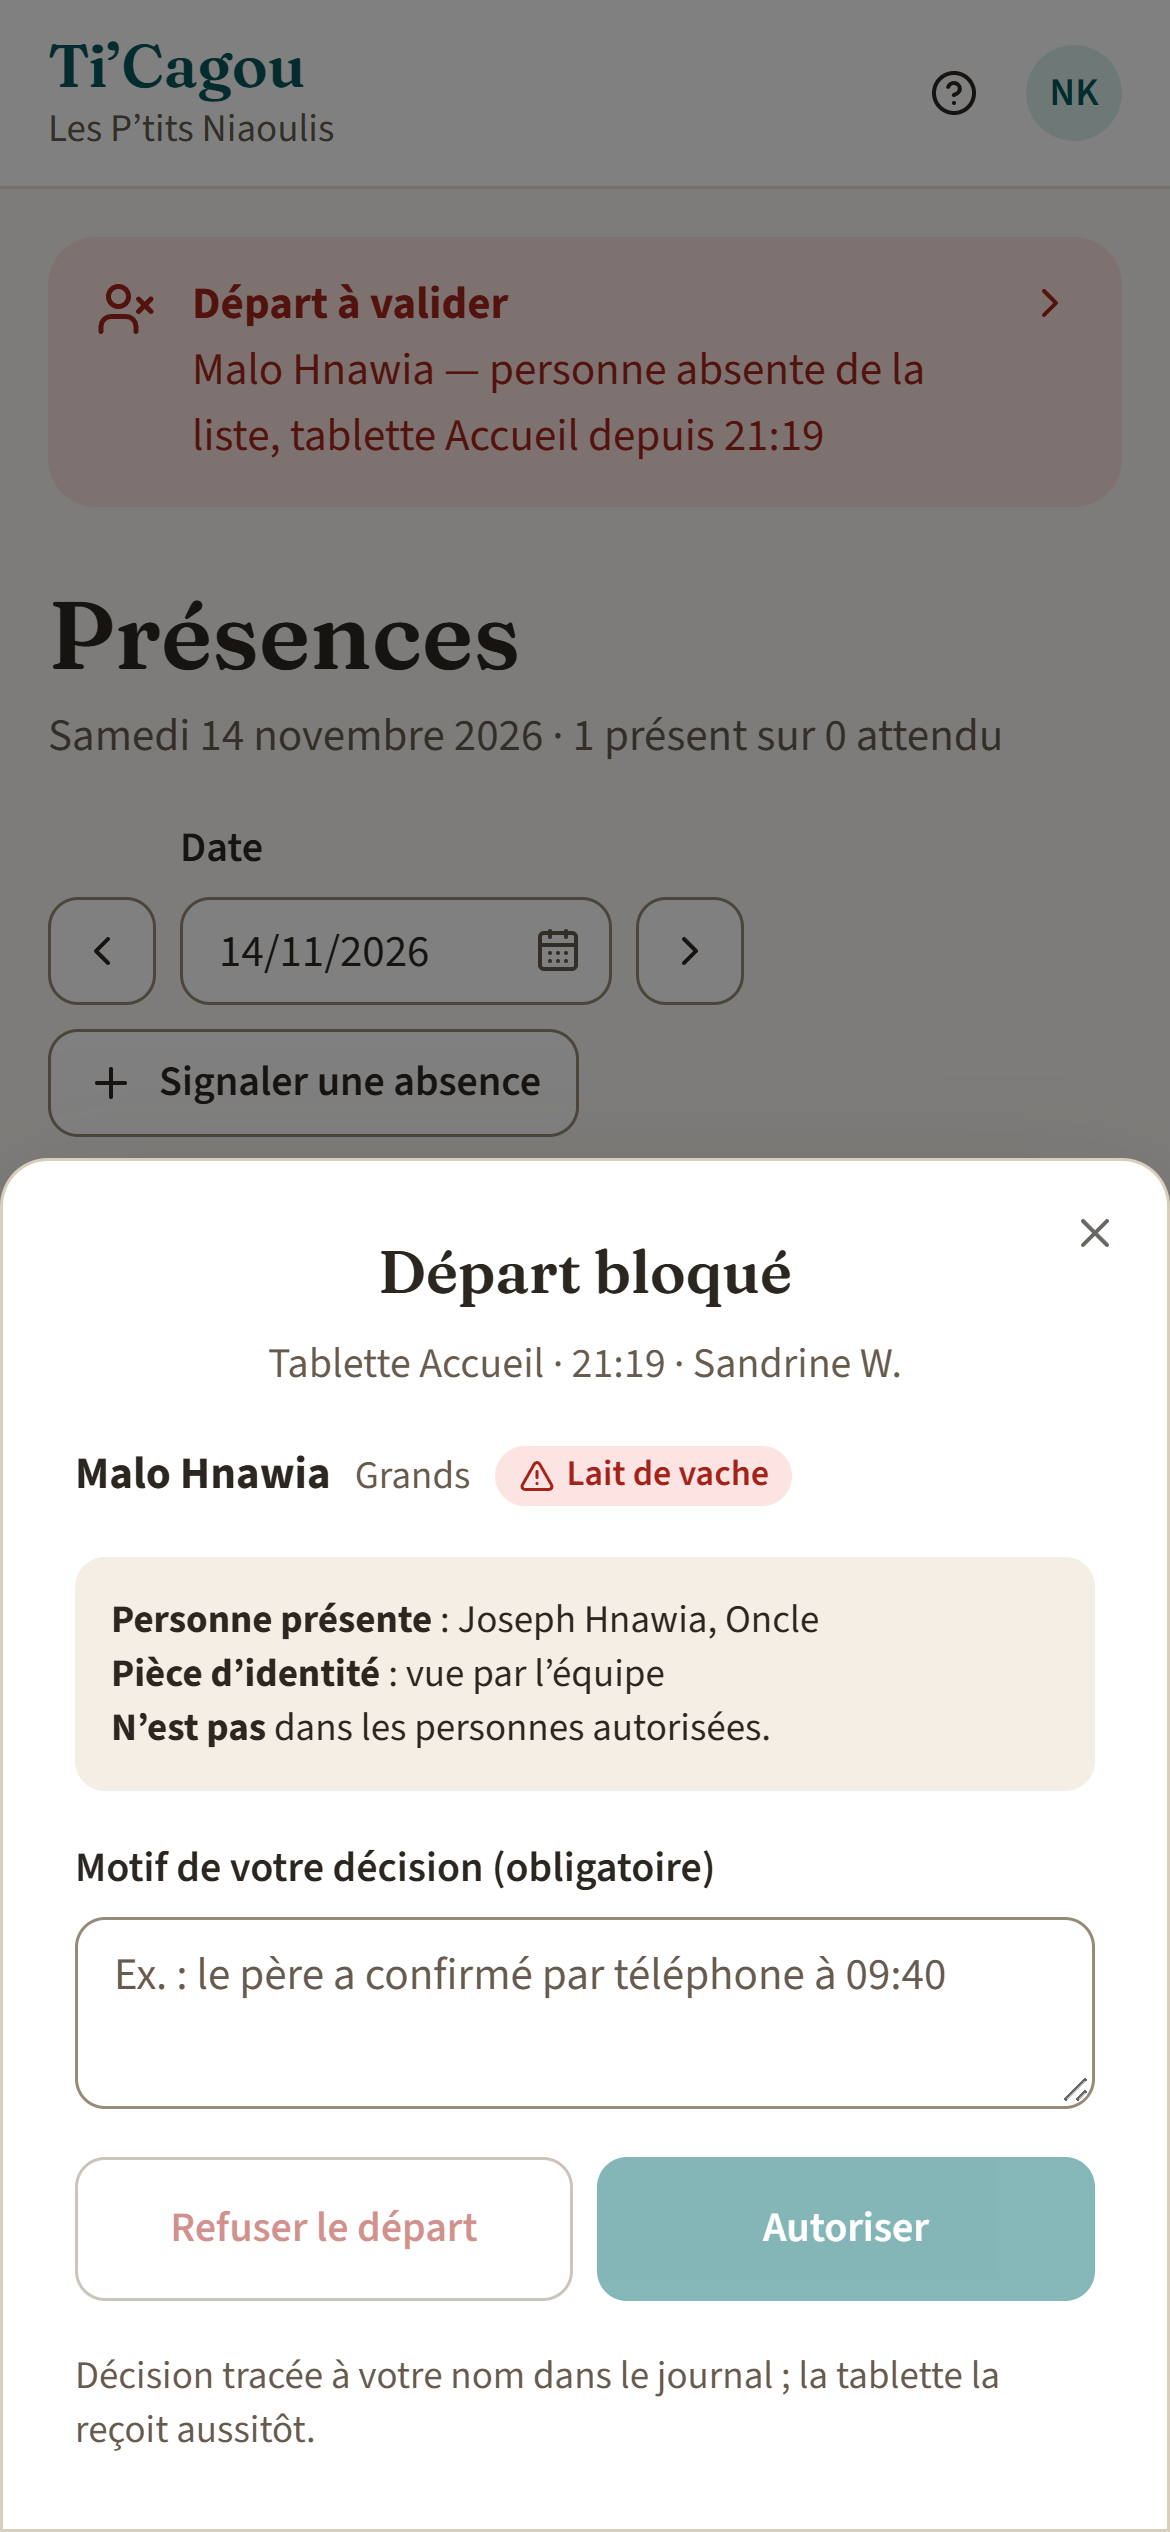 Ti’Cagou
Les P’tits Niaoulis
NK
Départ à valider
Malo Hnawia — personne absente de la
liste, tablette Accueil depuis 21:19
Présences
Samedi 14 novembre 2026 · 1 présent sur 0 attendu
Date
14/11/2026
Signaler une absence
Départ bloqué
Tablette Accueil · 21:19 · Sandrine W.
Malo Hnawia Grands Lait de vache
Personne présente : Joseph Hnawia, Oncle
Pièce d’identité : vue par l’équipe
N’est pas dans les personnes autorisées.
Motif de votre décision (obligatoire)
Ex. : le père a confirmé par téléphone à 09:40
Refuser le départ
Autoriser
Décision tracée à votre nom dans le journal ; la tablette la
reçoit aussitôt.